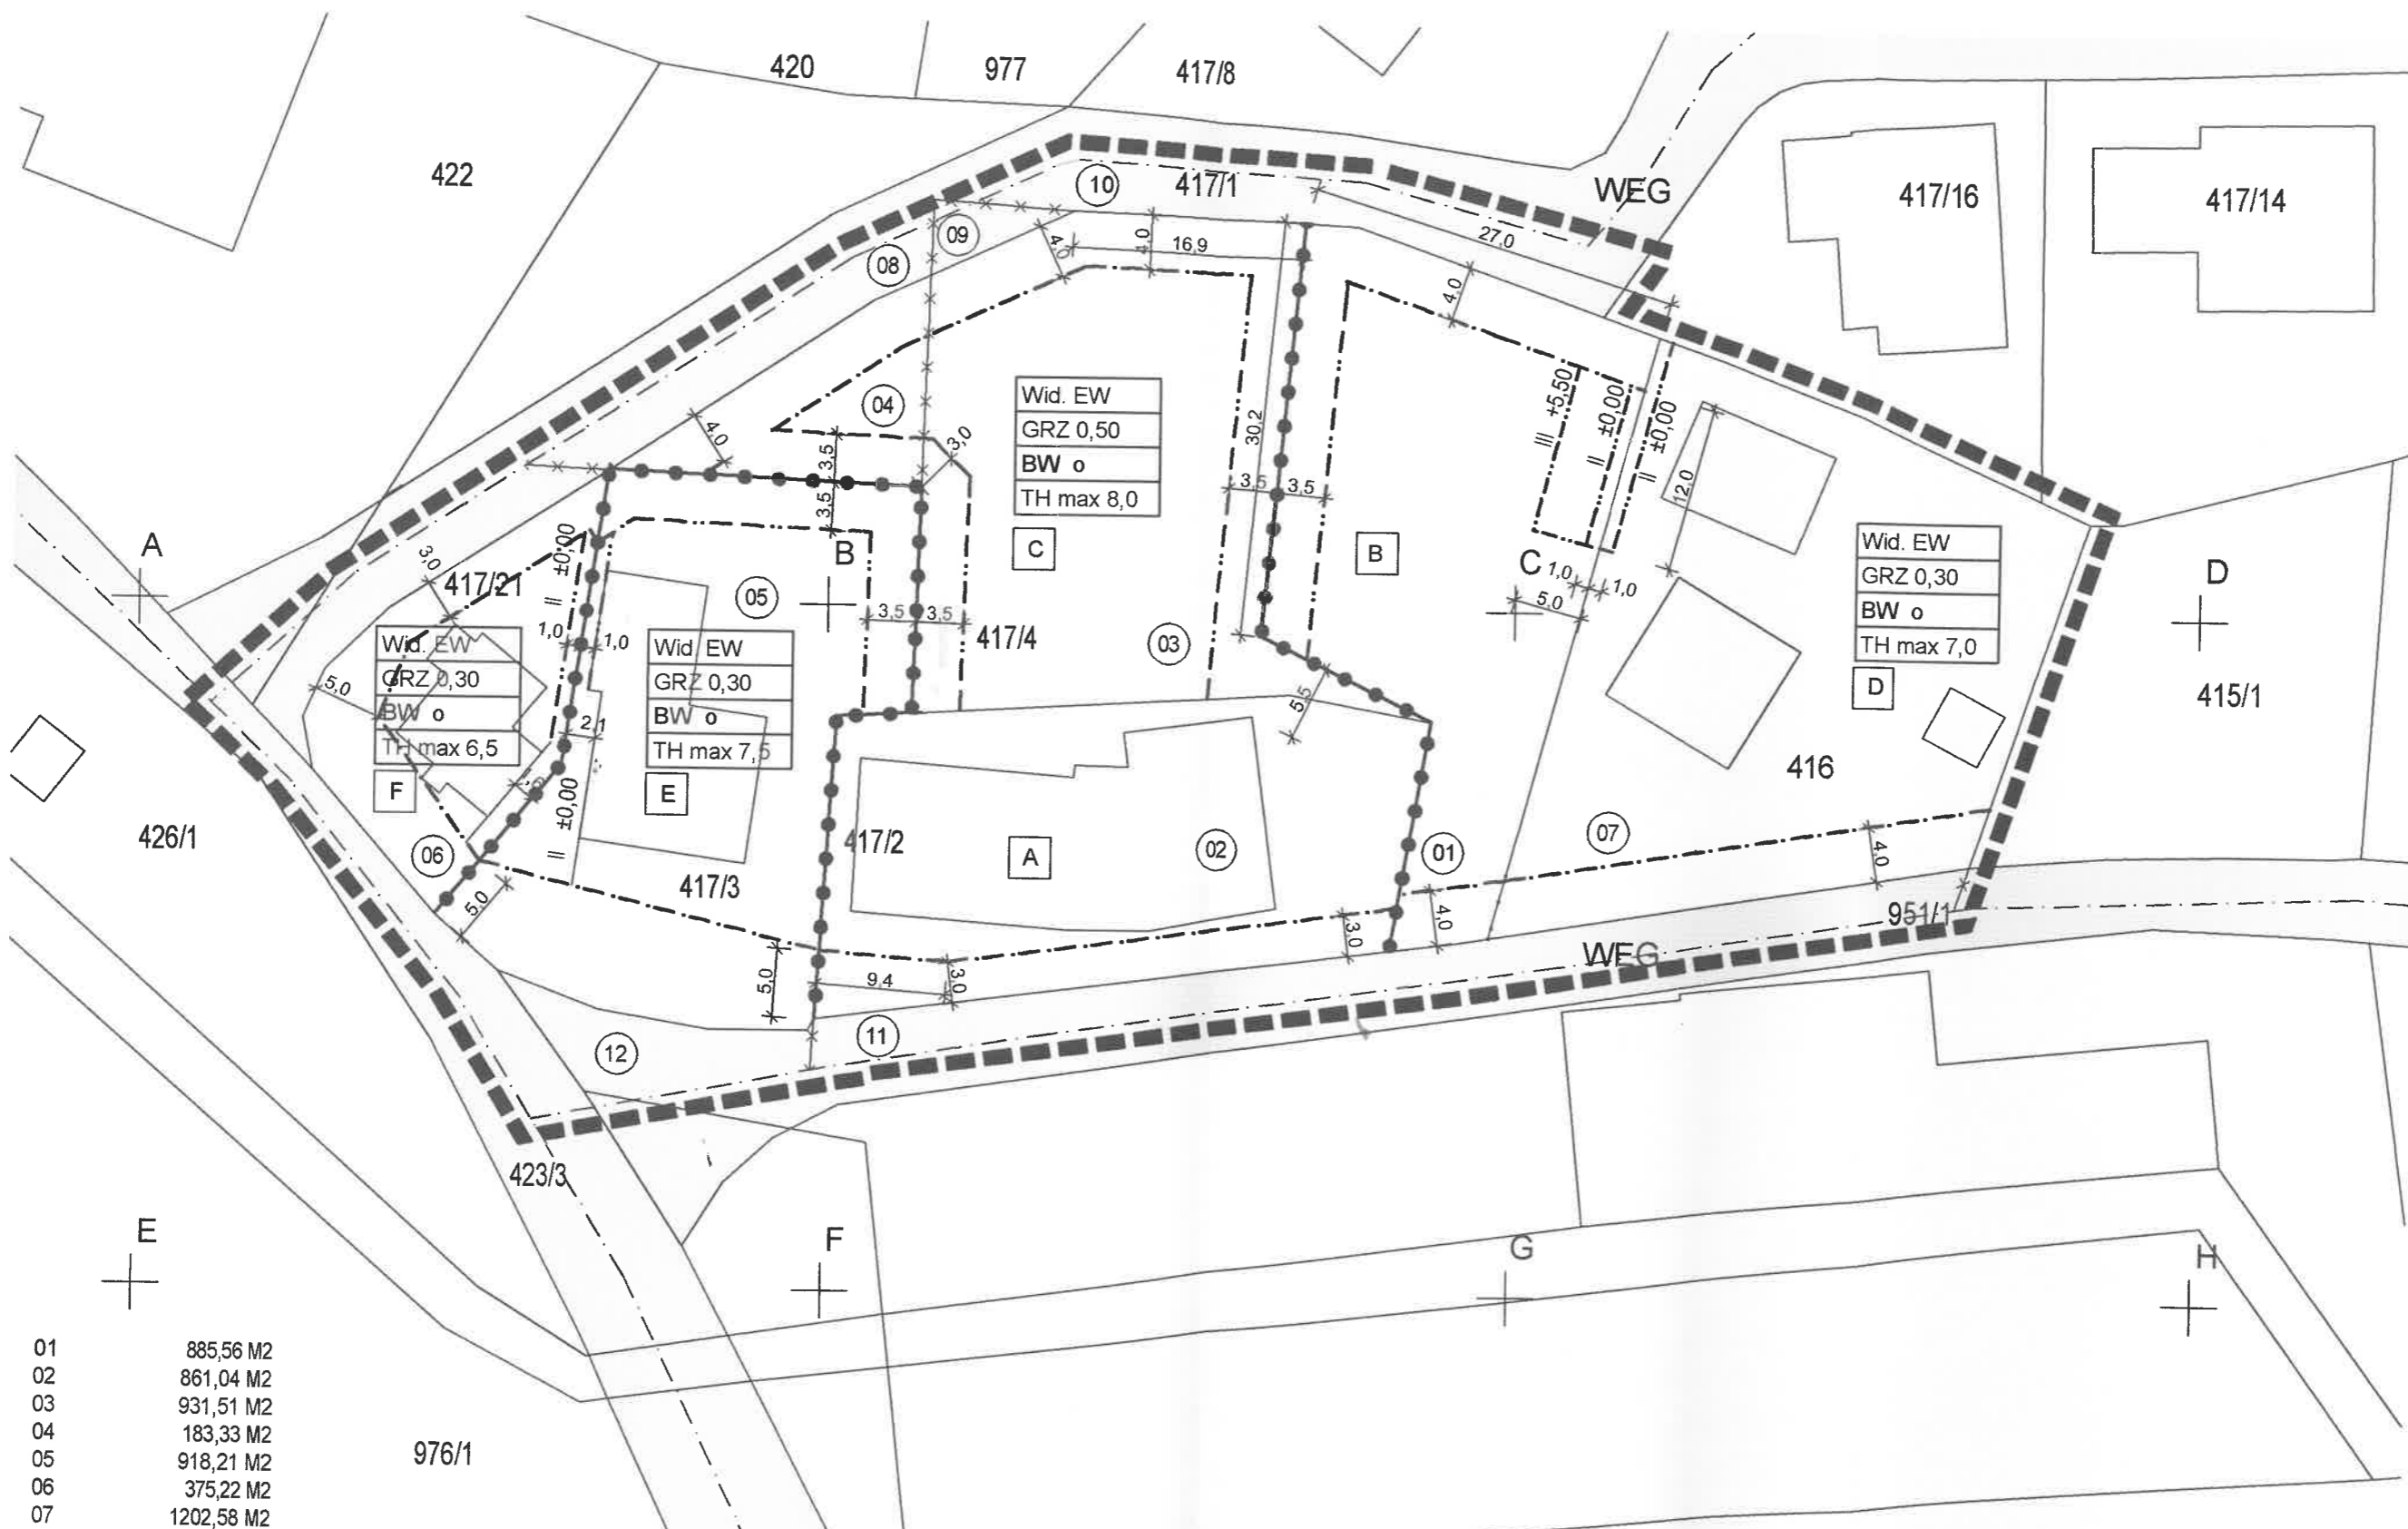 420
977
417/8
422
10
417/1
WEG
417/16
417/14
09
08
4,0
4,0
16,9
27,0
4,0
04
Wid. EW
GRZ 0,50
BW o
TH max 8,0
C
+5,50
±0,00
±0,00
30,2
3,0
4,0
3,5
3,5
3,5
3,5
12,0
B
A
B
C
D
Wid. EW
GRZ 0,30
BW o
TH max 7,0
D
1,0
1,0
5,0
3,0
417/21
±0,00
05
3,5
3,5
417/4
03
1,0
1,0
Wid. EW
GRZ 0,30
BW o
TH max 6,5
F
Wid. EW
GRZ 0,30
BW o
TH max 7,5
E
5,0
2,1
±0,00
5,5
415/1
416
426/1
06
417/3
417/2
A
02
01
07
4,0
5,0
3,0
4,0
951/1
WEG
5,0
9,4
3,0
11
12
423/3
E
F
G
H
01 885,56 M2
02 861,04 M2
03 931,51 M2
04 183,33 M2
05 918,21 M2
06 375,22 M2
07 1202,58 M2
976/1